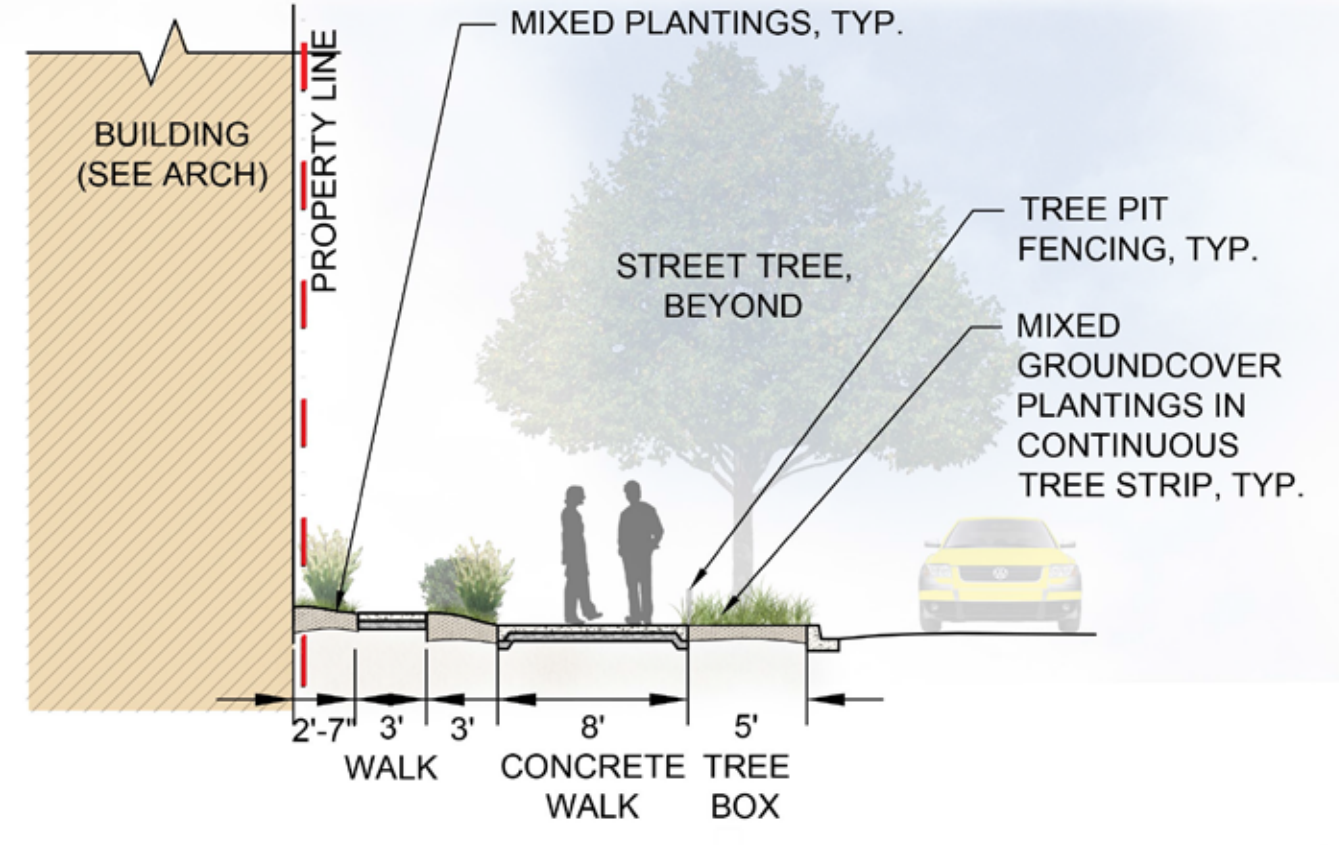 MIXED PLANTINGS, TYP.
PROPERTY LINE
BUILDING
(SEE ARCH)
TREE PIT
FENCING, TYP.
STREET TREE,
BEYOND
MIXED
GROUNDCOVER
PLANTINGS IN
CONTINUOUS
TREE STRIP, TYP.
2'-7" 3' 3' 8' 5'
WALK
CONCRETE
WALK
TREE
BOX